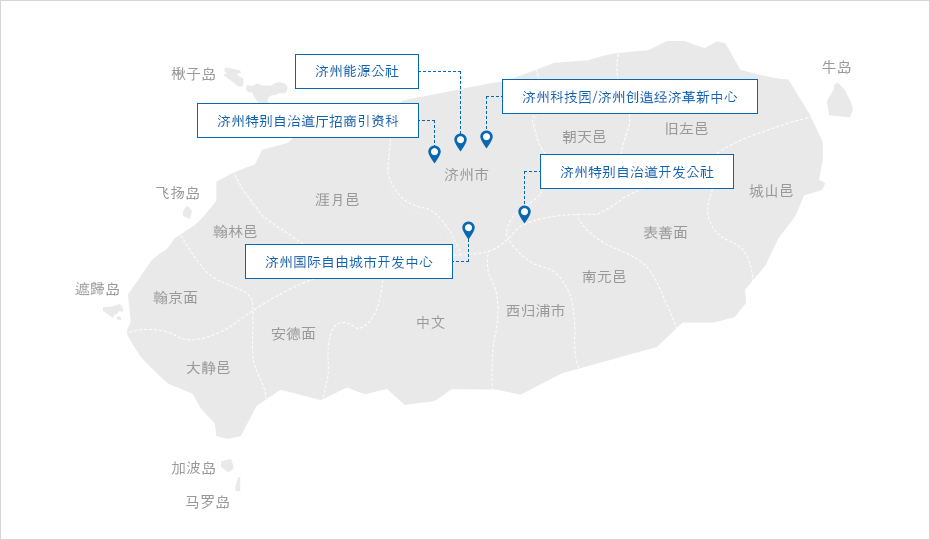 牛岛
楸子岛
济州能源公社
济州科技园/济州创造经济革新中心
济州特别自治道厅招商引资科
旧左邑
朝天邑
济州市
济州特别自治道开发公社
城山邑
飞扬岛
涯月邑
翰林邑
表善面
济州国际自由城市开发中心
南元邑
遮歸岛
翰京面
西归浦市
中文
安德面
大静邑
加波岛
马罗岛